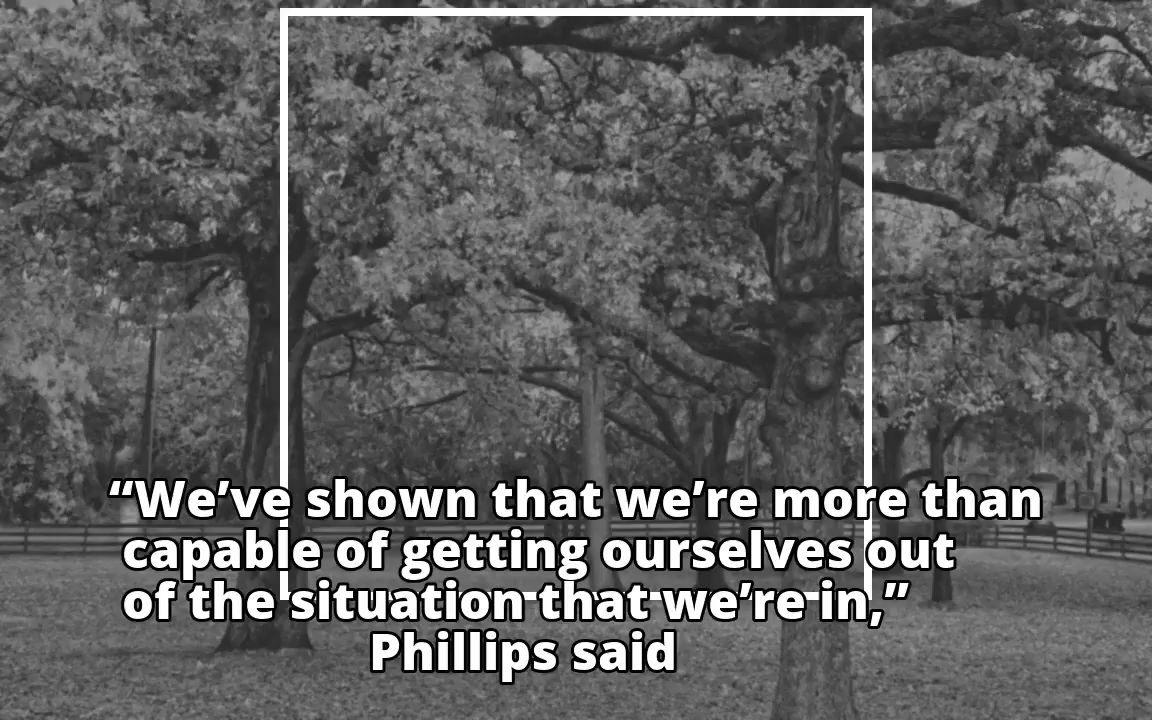 “We’ve shown that we’re more than
capable of getting ourselves out
of the situation that we’re in,”
Phillips said